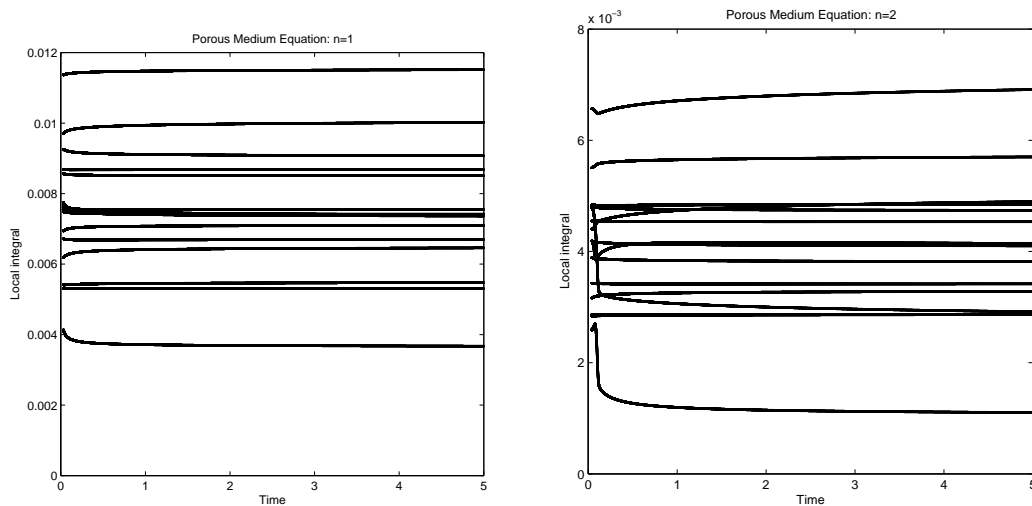 Porous Medium Equation: n=1
0.012
0.01
0.008
0.006
0.004
0.002
0
Local integral
0 1 2 3 4 5
Time
Porous Medium Equation: n=2
x 10⁻³
8
6
4
2
0
Local integral
0 1 2 3 4 5
Time